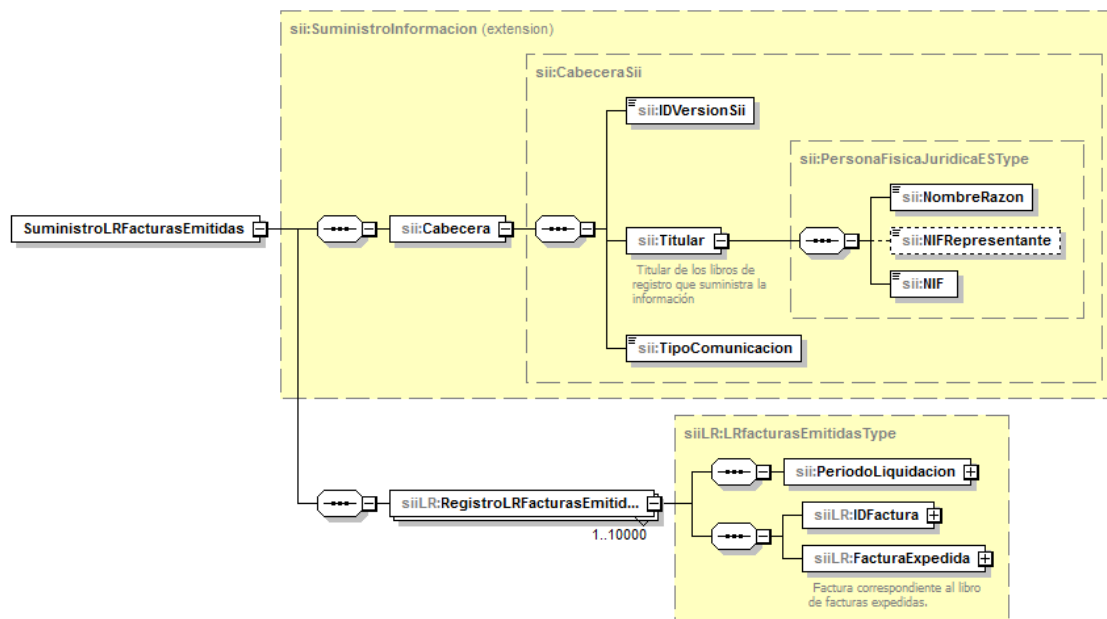 sii:SuministroInformacion (extension)
sii:CabeceraSii
sii:IDVersionSii
sii:PersonaFisicaJuridicaESType
sii:NombreRazon
SuministroLRFacturasEmitidas
sii:Cabecera
sii:Titular
sii:NIFRepresentante
Titular de los libros de
registro que suministra la
información
sii:NIF
sii:TipoComunicacion
siiLR:LRfacturasEmitidasType
sii:PeriodoLiquidacion
siiLR:RegistroLRFacturasEmitid...
1..10000
siiLR:IDFactura
siiLR:FacturaExpedida
Factura correspondiente al libro
de facturas expedidas.